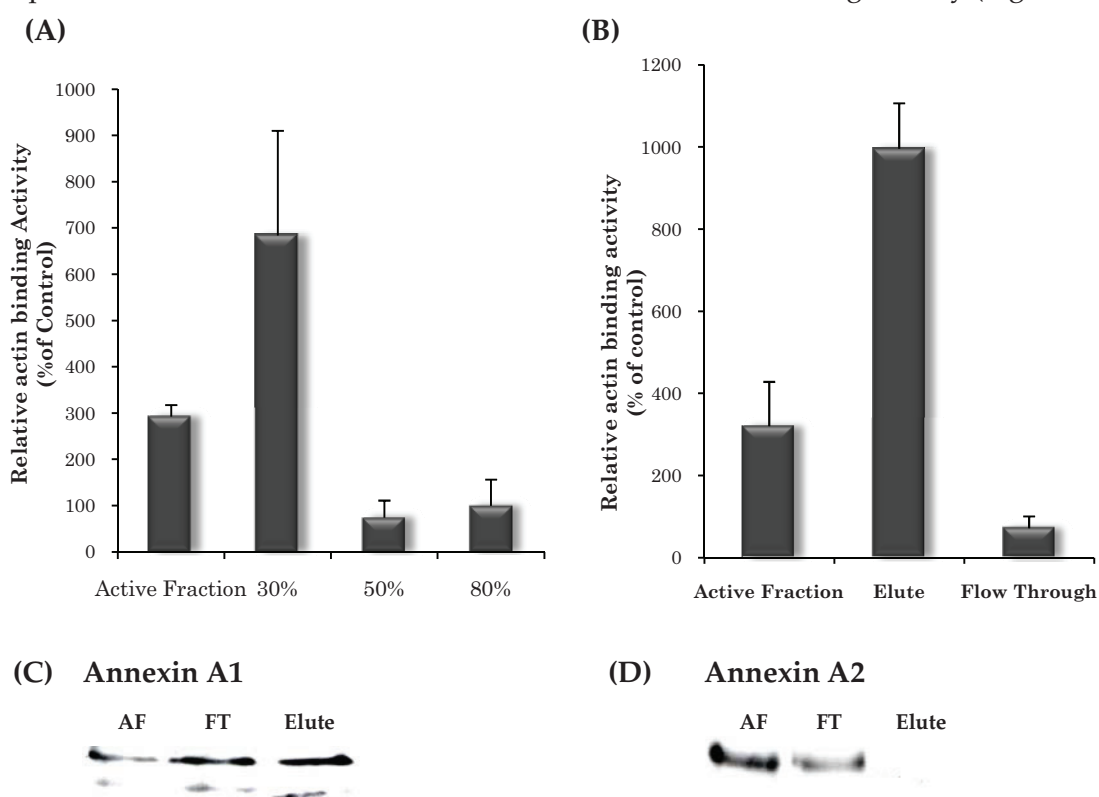 (A)
(B)
Relative actin binding Activity
(%of Control)
1000
900
800
700
600
500
400
300
200
100
0
Active Fraction 30% 50% 80%
Relative actin binding activity
(% of control)
1200
1000
800
600
400
200
0
Active Fraction Elute Flow Through
(C) Annexin A1
AF FT Elute
(D) Annexin A2
AF FT Elute